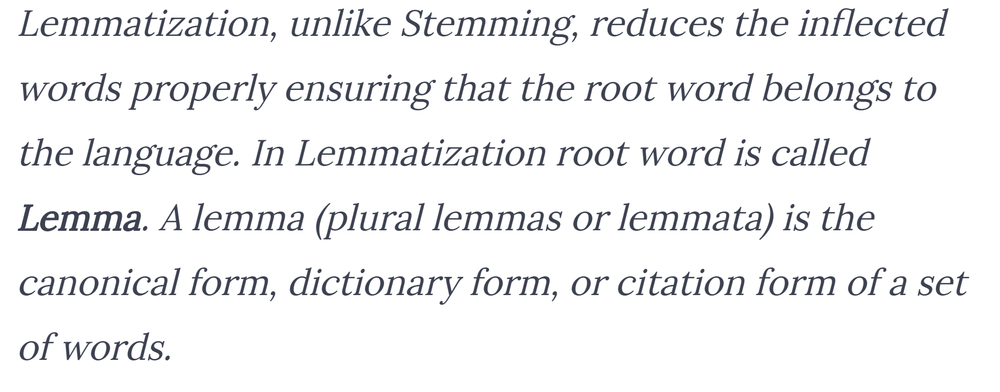 Lemmatization, unlike Stemming, reduces the inflected
words properly ensuring that the root word belongs to
the language. In Lemmatization root word is called
Lemma. A lemma (plural lemmas or lemmata) is the
canonical form, dictionary form, or citation form of a set
of words.